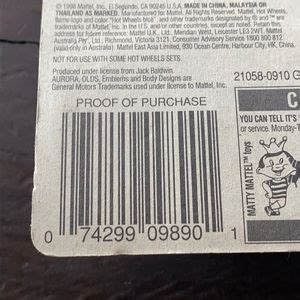 © 1998 Mattel, Inc. El Segundo, CA 90245 U.S.A. MADE IN CHINA, MALAYSIA OR
THAILAND AS MARKED. Manufactured for Mattel. All Rights Reserved. Mattel, Hot Wheels,
flame logo and color "Hot Wheels blue", and other trademarks designated by ® and ™ are
trademarks of Mattel, Inc. in the U.S. and other countries, except as noted. Retain this
address for future reference: Mattel U.K. Ltd., Meridian West, Leicester LE3 2WT. Mattel
Australia Pty., Ltd., Richmond, Victoria 3121. Consumer Advisory Service 1800 800 812
(valid only in Australia). Mattel East Asia Limited, 930 Ocean Centre, Harbour City, HK, China.
NOT FOR USE WITH SOME HOT WHEELS SETS.
Produced under license from Jack Baldwin.
AURORA, OLDS, Emblems and Body Designs are
General Motors Trademarks used under license to Mattel, Inc.
21058-0910
PROOF OF PURCHASE
YOU CAN TELL IT'S
or service. Monday-
MATTY MATTEL™ toys
0 74299 09890 1